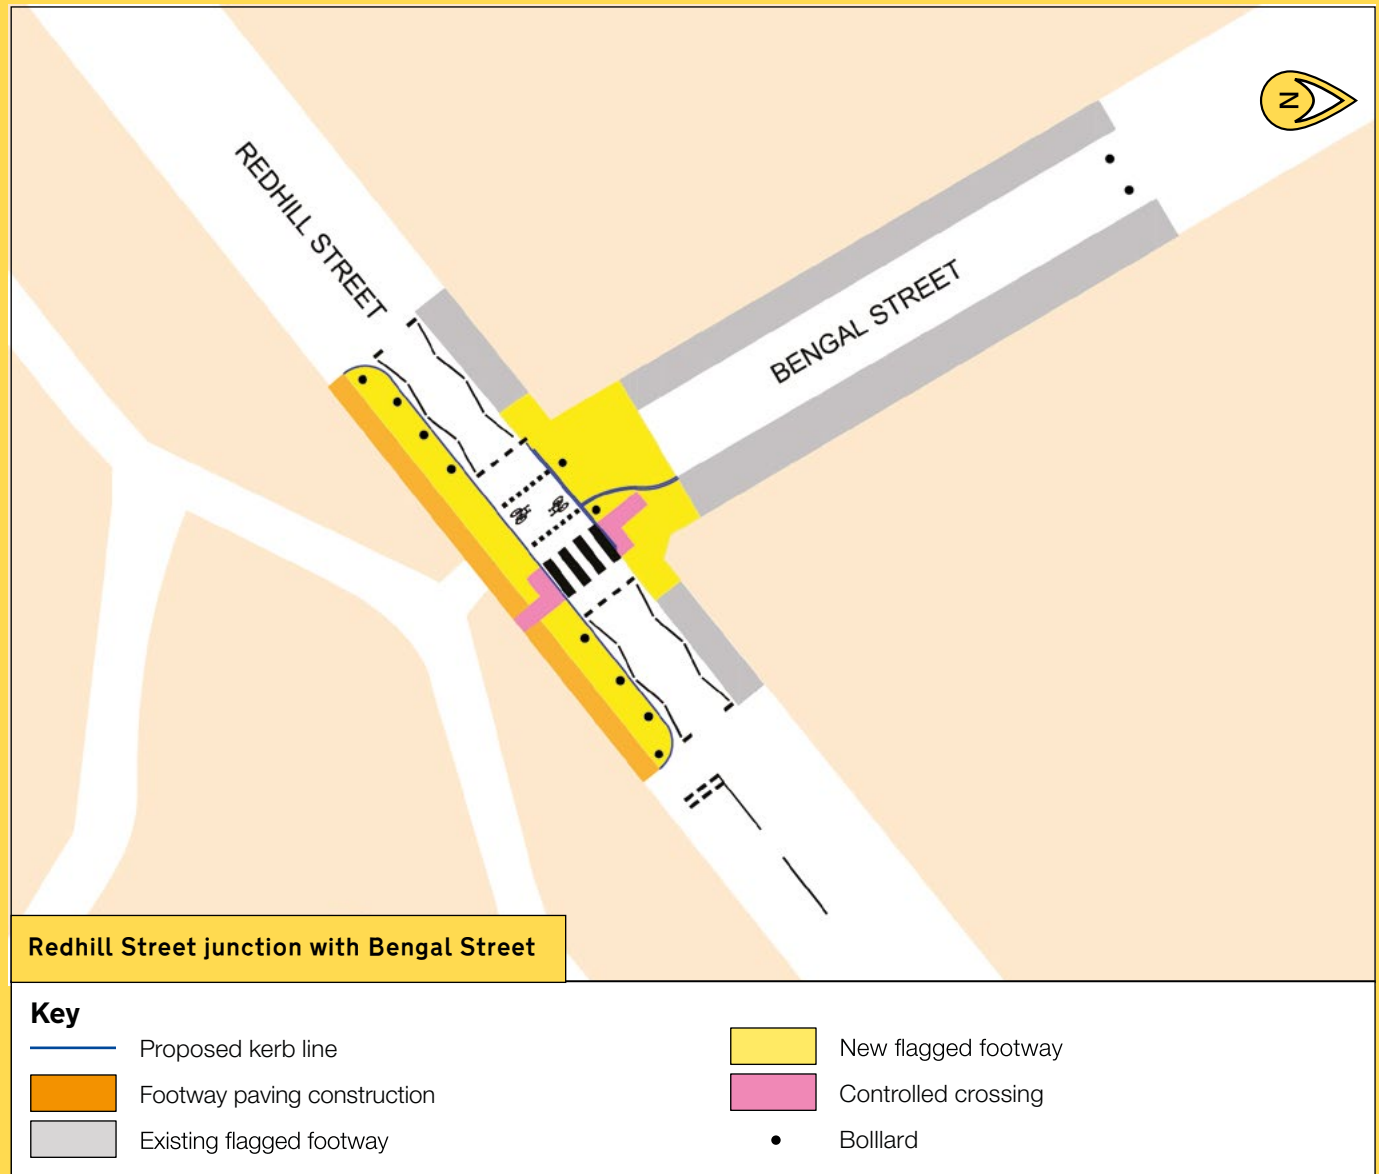 N
REDHILL STREET
BENGAL STREET
Redhill Street junction with Bengal Street
Key
Proposed kerb line
Footway paving construction
Existing flagged footway
New flagged footway
Controlled crossing
Bolllard